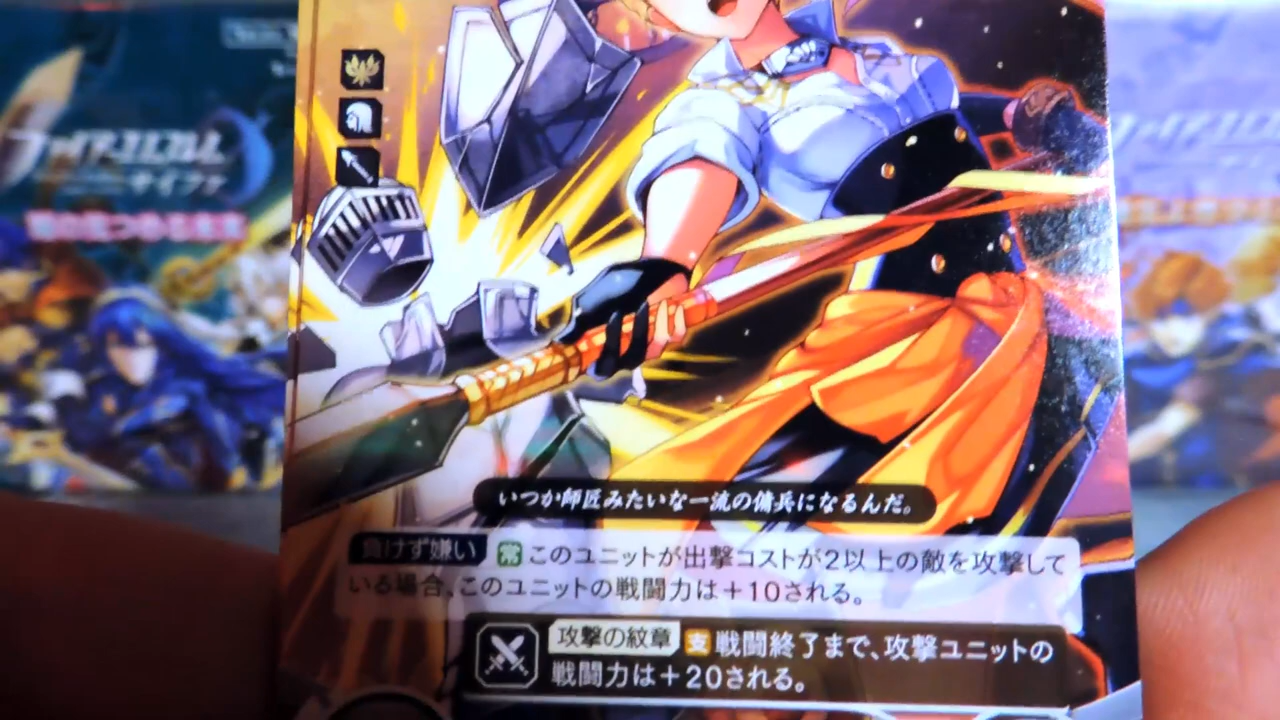 ファイアーエムブレム
サイファ
いつか師匠みたいな一流の傭兵になるんだ。
負けず嫌い 常 このユニットが出撃コストが2以上の敵を攻撃して
いる場合、このユニットの戦闘力は+10される。
攻撃の紋章 支 戦闘終了まで、攻撃ユニットの
戦闘力は+20される。